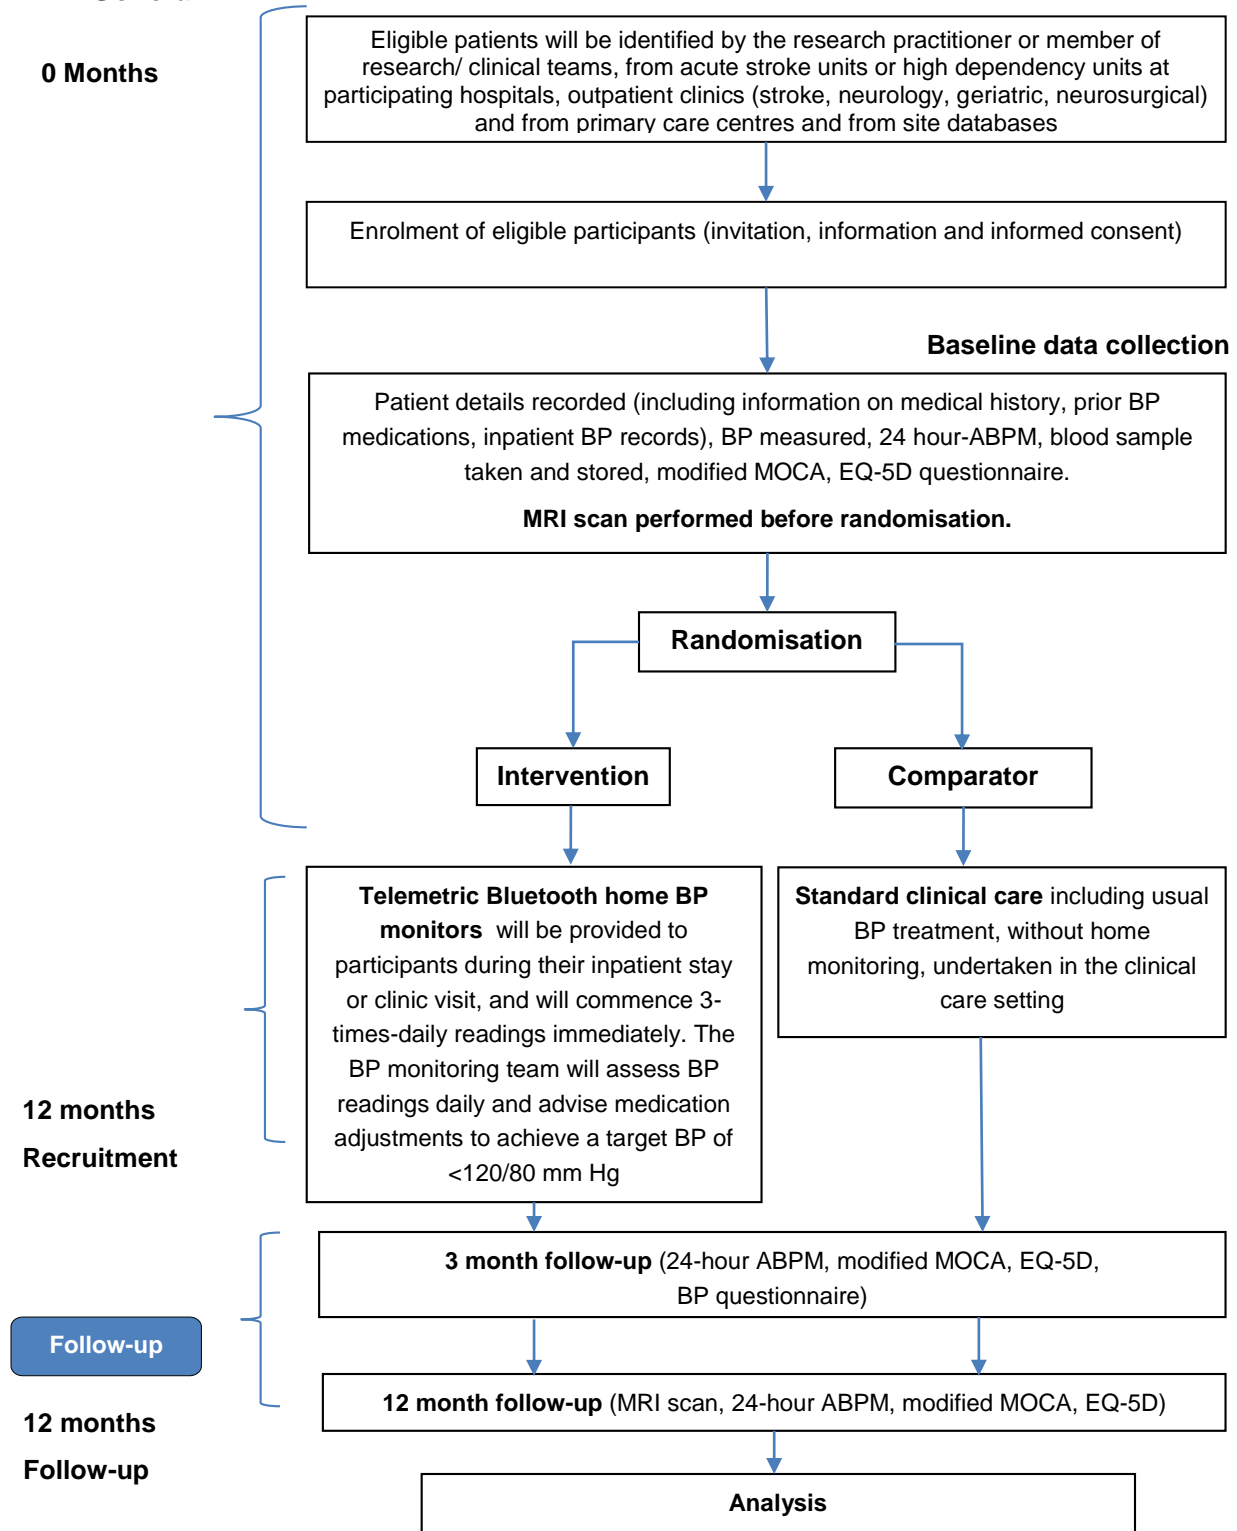 0 Months
Eligible patients will be identified by the research practitioner or member of
research/ clinical teams, from acute stroke units or high dependency units at
participating hospitals, outpatient clinics (stroke, neurology, geriatric, neurosurgical)
and from primary care centres and from site databases
Enrolment of eligible participants (invitation, information and informed consent)
Baseline data collection
Patient details recorded (including information on medical history, prior BP
medications, inpatient BP records), BP measured, 24 hour-ABPM, blood sample
taken and stored, modified MOCA, EQ-5D questionnaire.
MRI scan performed before randomisation.
Randomisation
Intervention
Comparator
Telemetric Bluetooth home BP
monitors will be provided to
participants during their inpatient stay
or clinic visit, and will commence 3-
times-daily readings immediately. The
BP monitoring team will assess BP
readings daily and advise medication
adjustments to achieve a target BP of
<120/80 mm Hg
Standard clinical care including usual
BP treatment, without home
monitoring, undertaken in the clinical
care setting
12 months
Recruitment
3 month follow-up (24-hour ABPM, modified MOCA, EQ-5D,
BP questionnaire)
Follow-up
12 month follow-up (MRI scan, 24-hour ABPM, modified MOCA, EQ-5D)
12 months
Follow-up
Analysis